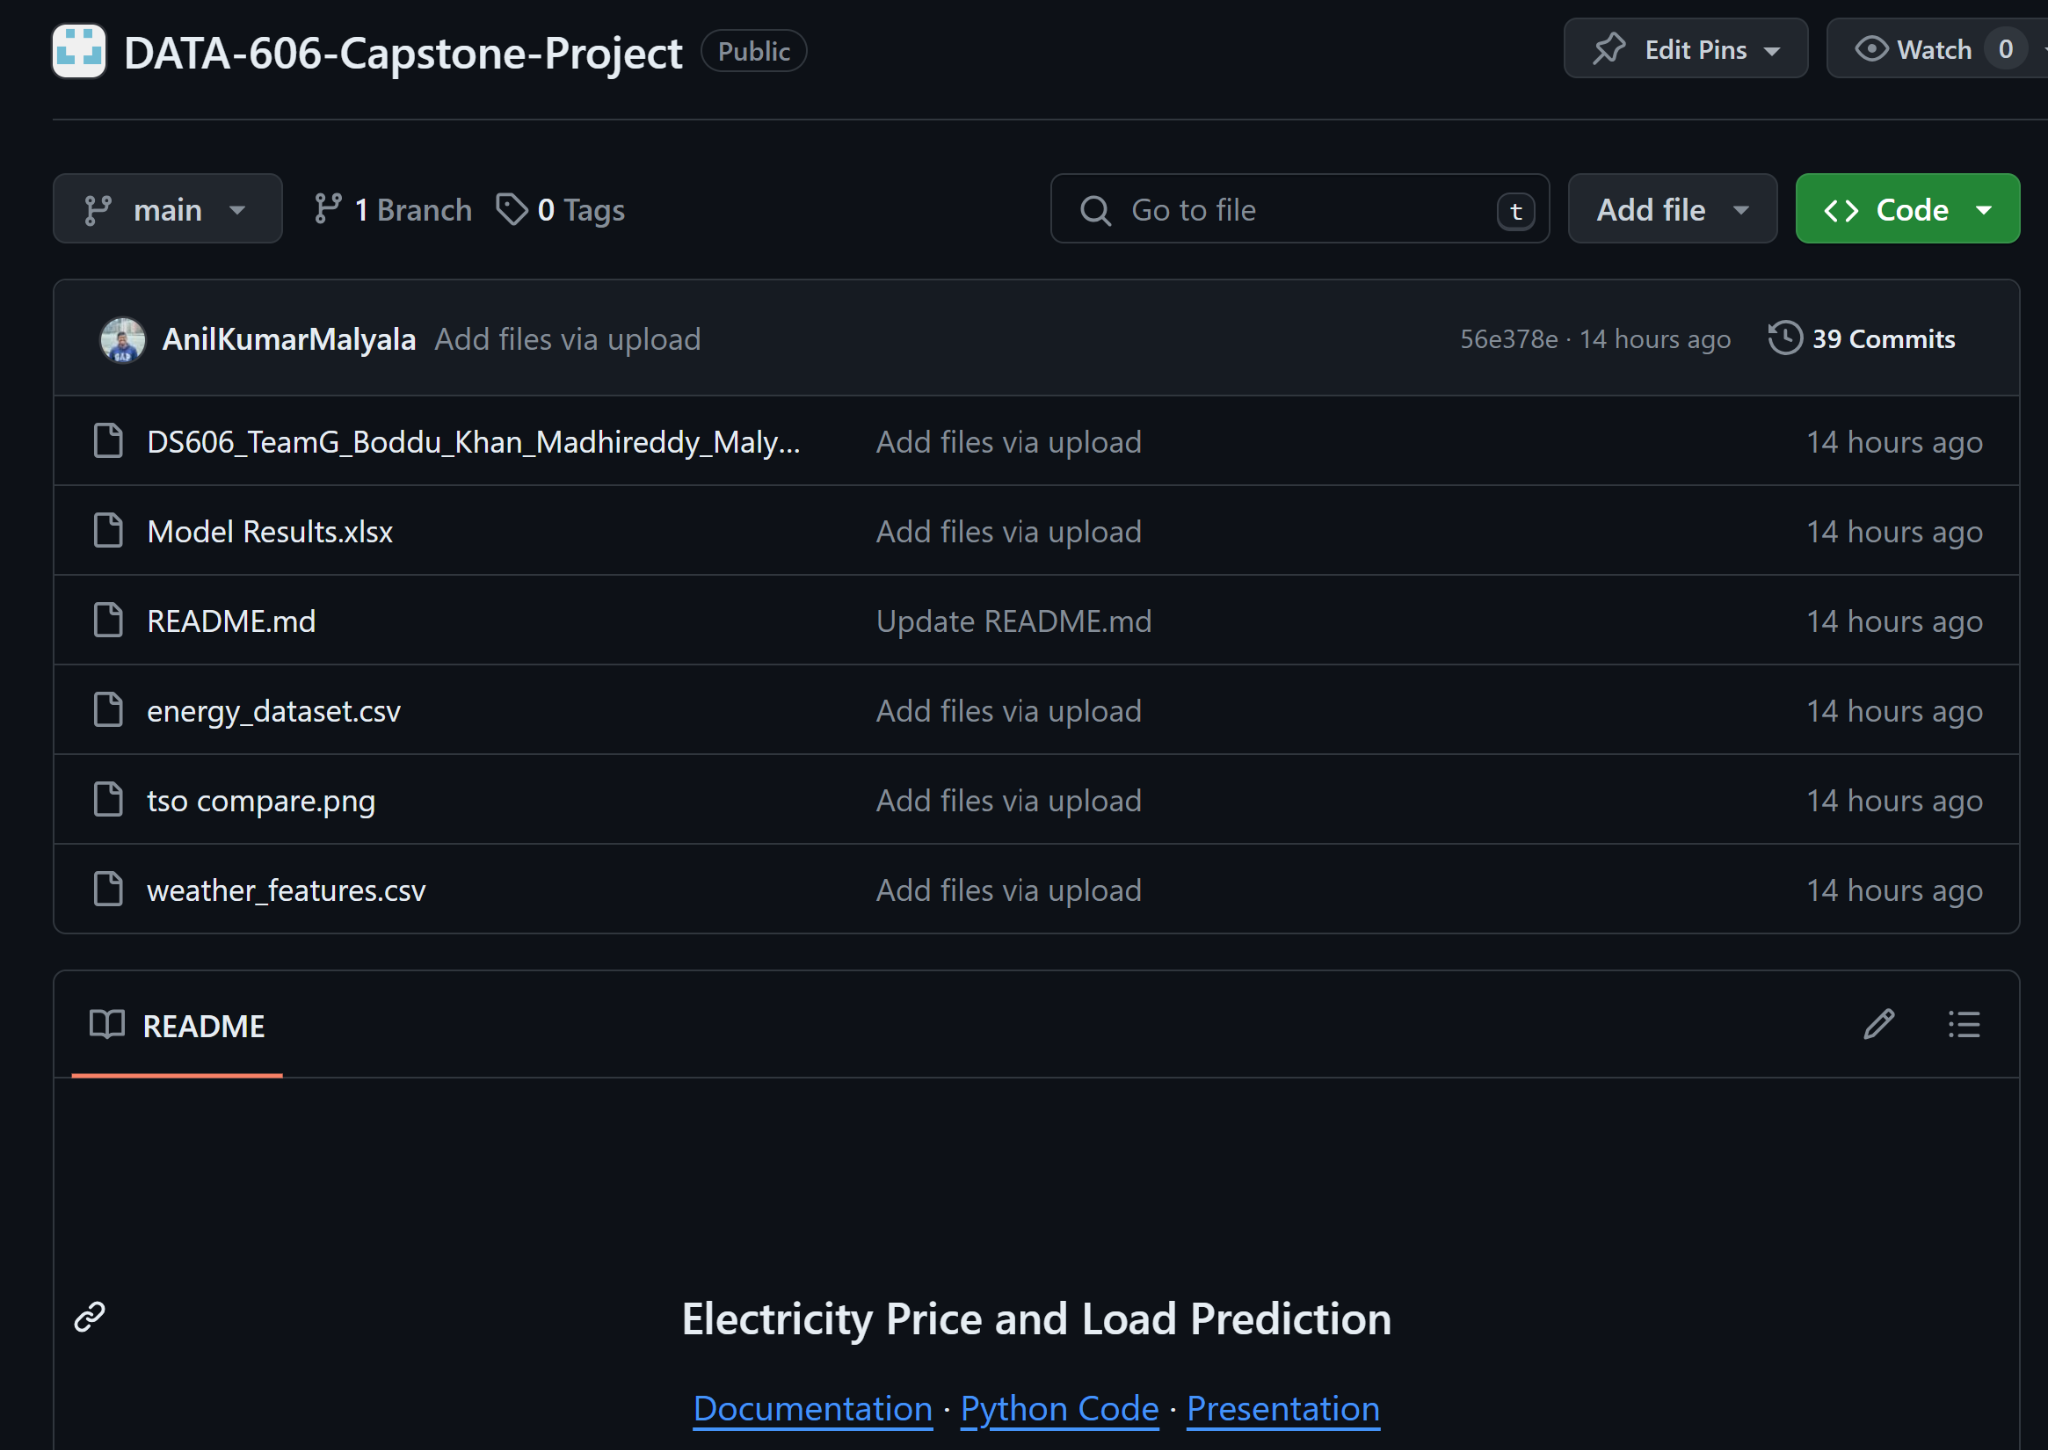 DATA-606-Capstone-Project Public Edit Pins Watch 0
main 1 Branch 0 Tags Go to file t Add file Code
AnilKumarMalyala Add files via upload 56e378e · 14 hours ago 39 Commits
DS606_TeamG_Boddu_Khan_Madhireddy_Maly... Add files via upload 14 hours ago
Model Results.xlsx Add files via upload 14 hours ago
README.md Update README.md 14 hours ago
energy_dataset.csv Add files via upload 14 hours ago
tso compare.png Add files via upload 14 hours ago
weather_features.csv Add files via upload 14 hours ago
README
Electricity Price and Load Prediction
Documentation · Python Code · Presentation